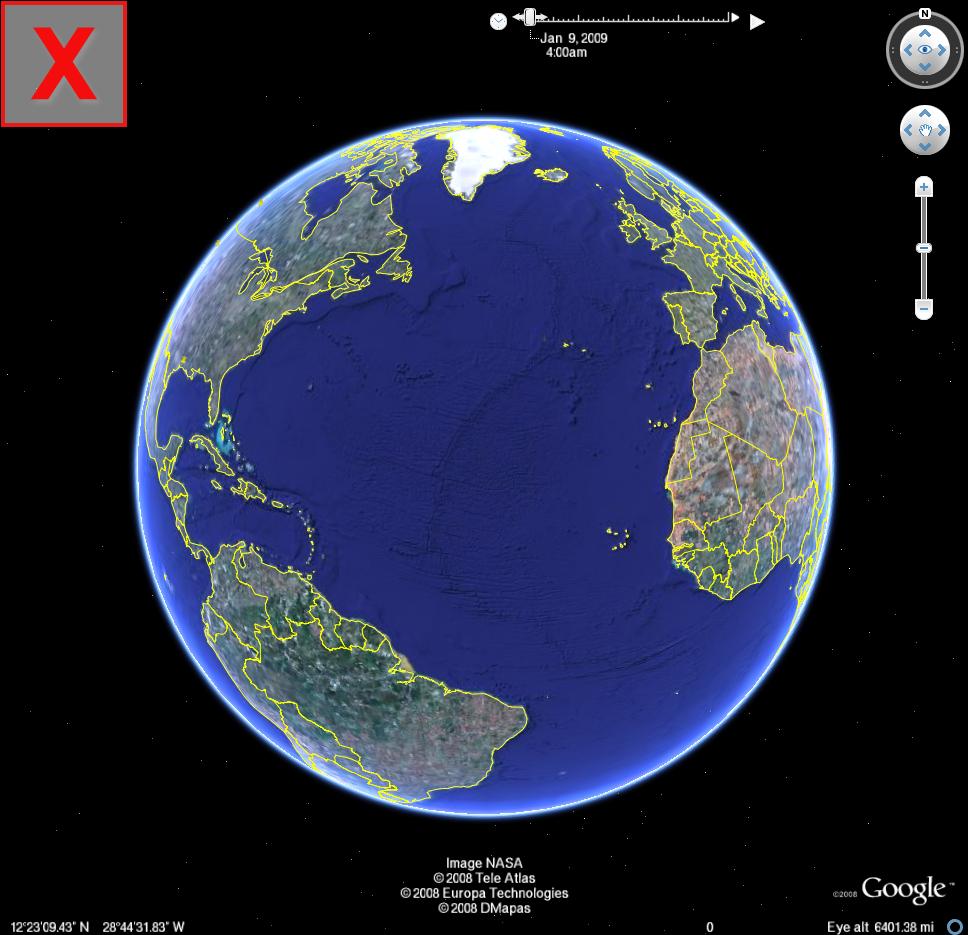 X
Jan 9, 2009
4:00am
N
Image NASA
© 2008 Tele Atlas
© 2008 Europa Technologies
© 2008 DMapas
©2008 Google™
12°23'09.43" N 28°44'31.83" W 0 Eye alt 6401.38 mi